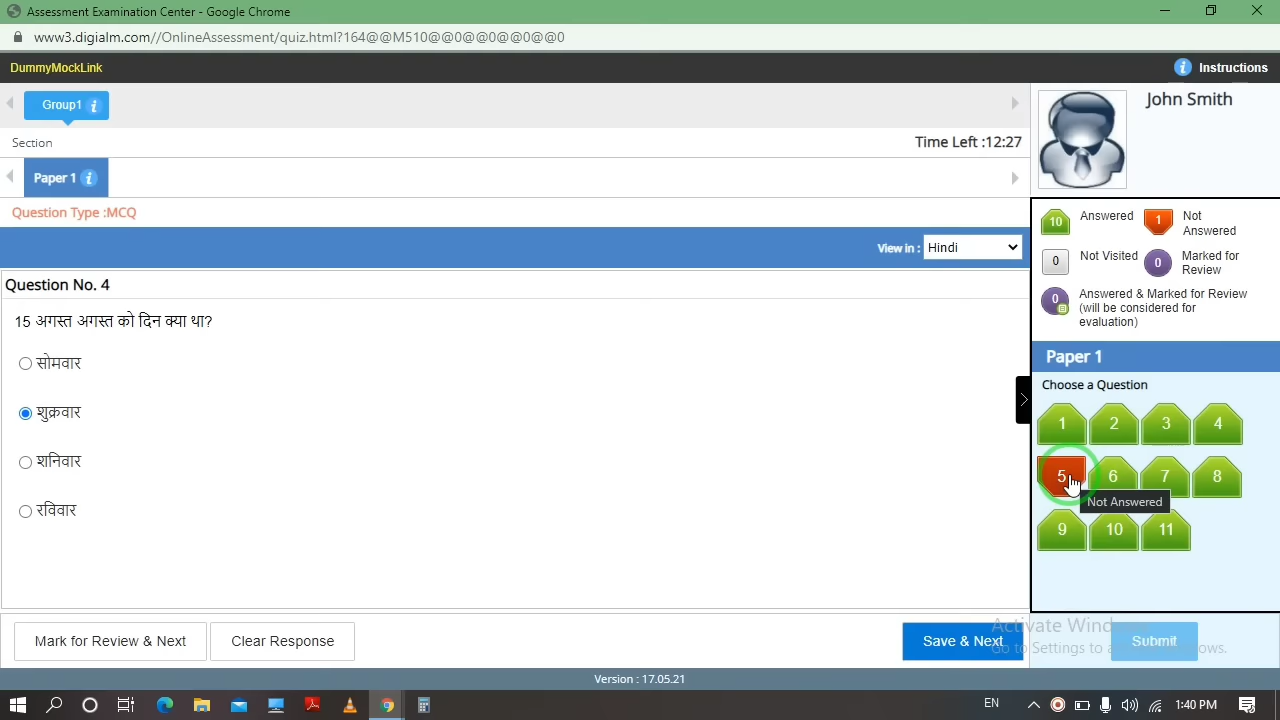 Assessment Examination Center - Google Chrome
www3.digialm.com//OnlineAssessment/quiz.html?164@@M510@@0@@0@@0@@0
DummyMockLink
Instructions
Group1
John Smith
Section
Time Left :12:27
Paper 1
Question Type :MCQ
View in :
Hindi
10
Answered
1
Not
Answered
0
Not Visited
0
Marked for
Review
0
Answered & Marked for Review
(will be considered for
evaluation)
Question No. 4
15 अगस्त अगस्त को दिन क्या था?
सोमवार
शुक्रवार
शनिवार
रविवार
Paper 1
Choose a Question
1 2 3 4
5 6 7 8
Not Answered
9 10 11
Mark for Review & Next
Clear Response
Save & Next
Submit
Activate
Go to Settings to
Version : 17.05.21
EN
1:40 PM